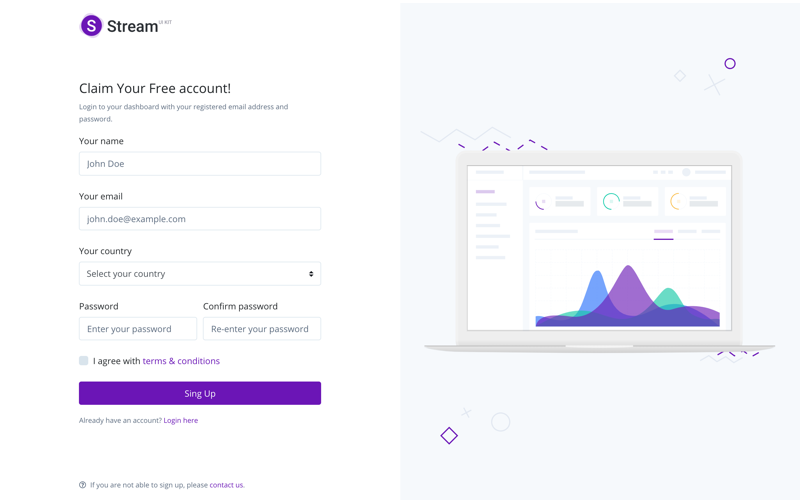 S Stream UI KIT
Claim Your Free account!
Login to your dashboard with your registered email address and
password.
Your name
John Doe
Your email
john.doe@example.com
Your country
Select your country
Password Confirm password
Enter your password Re-enter your password
I agree with terms & conditions
Sing Up
Already have an account? Login here
If you are not able to sign up, please contact us.